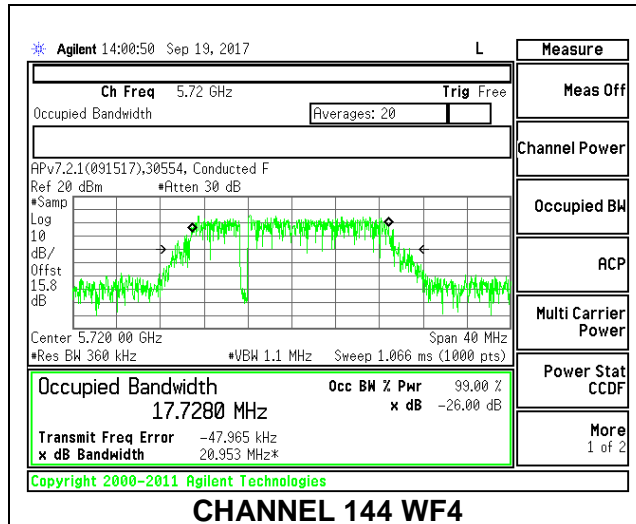 Agilent 14:00:50 Sep 19, 2017 L Measure
Ch Freq 5.72 GHz Trig Free
Meas Off
Occupied Bandwidth Averages: 20
Channel Power
APv7.2.1(091517),30554, Conducted F
Ref 20 dBm #Atten 30 dB
#Samp
Log
10
dB/
Offst
15.8
dB
Occupied BW
ACP
Center 5.720 00 GHz Span 40 MHz
#Res BW 360 kHz #VBW 1.1 MHz Sweep 1.066 ms (1000 pts)
Multi Carrier
Power
Occupied Bandwidth Occ BW % Pwr 99.00 %
17.7280 MHz x dB -26.00 dB
Transmit Freq Error -47.965 kHz
x dB Bandwidth 20.953 MHz*
Power Stat
CCDF
More
1 of 2
Copyright 2000-2011 Agilent Technologies
CHANNEL 144 WF4